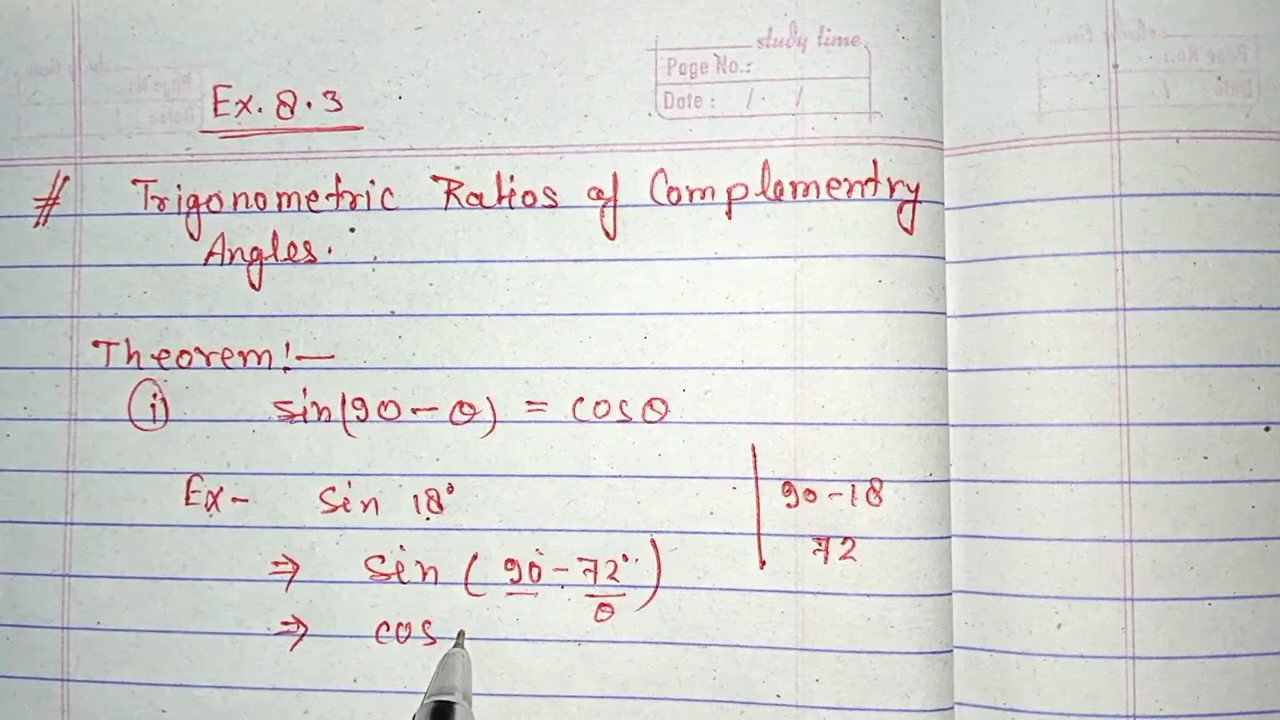 study time
Page No.:
Date : / /
Ex. 8.3
# Trigonometric Ratios of Complementry
Angles.
Theorem:—
(i) sin(90 - θ) = cosθ
Ex- Sin 18°
⇒ Sin (90° - 72°)
θ
⇒ cos
90-18
72